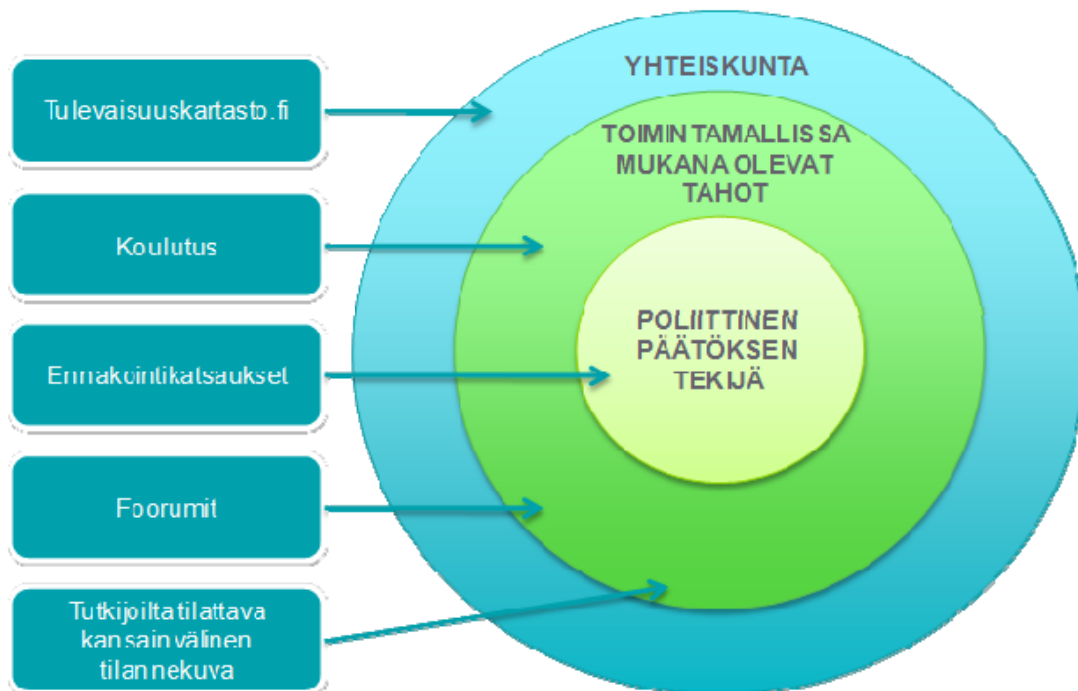 Tulevaisuuskartasto.fi
Koulutus
Ennakointikatsaukset
Foorumit
Tutkijoilta tilattava
kansainvälinen
tilannekuva
YHTEISKUNTA
TOIMINTAMALLISSA
MUKANA OLEVAT
TAHOT
POLIITTINEN
PÄÄTÖKSEN
TEKIJÄ